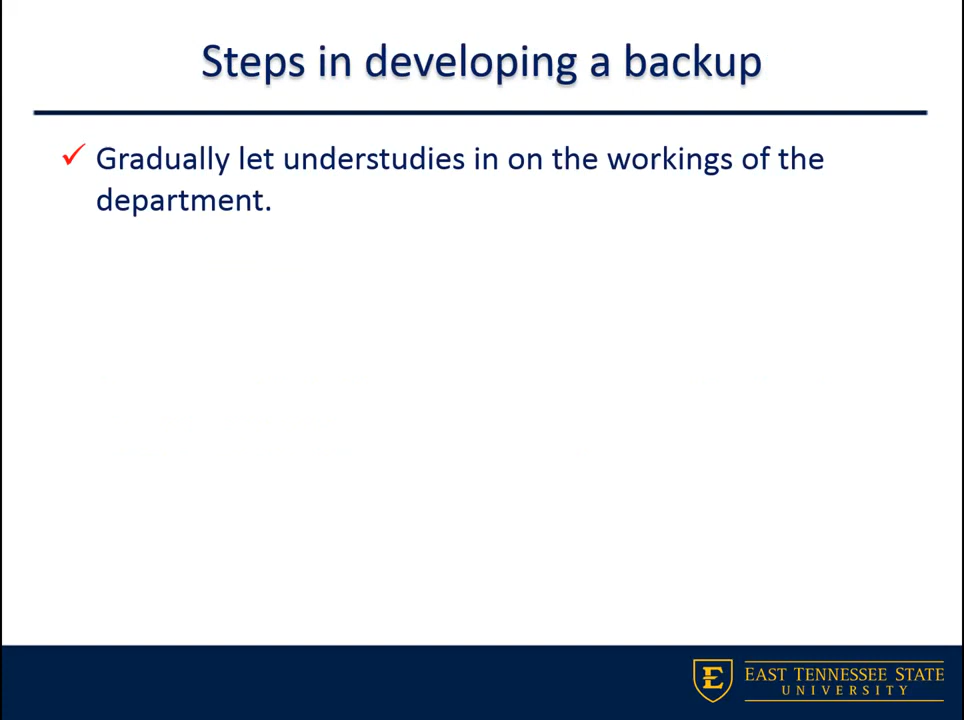 Steps in developing a backup
✓ Gradually let understudies in on the workings of the
department.
E EAST TENNESSEE STATE
UNIVERSITY